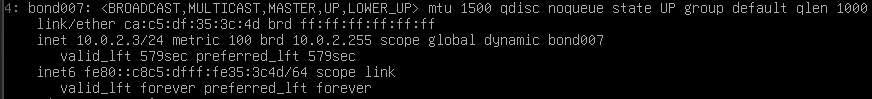 4: bond007: <BROADCAST,MULTICAST,MASTER,UP,LOWER_UP> mtu 1500 qdisc noqueue state UP group default qlen 1000
link/ether ca:c5:df:35:3c:4d brd ff:ff:ff:ff:ff:ff
inet 10.0.2.3/24 metric 100 brd 10.0.2.255 scope global dynamic bond007
valid_lft 579sec preferred_lft 579sec
inet6 fe80::c8c5:dfff:fe35:3c4d/64 scope link
valid_lft forever preferred_lft forever